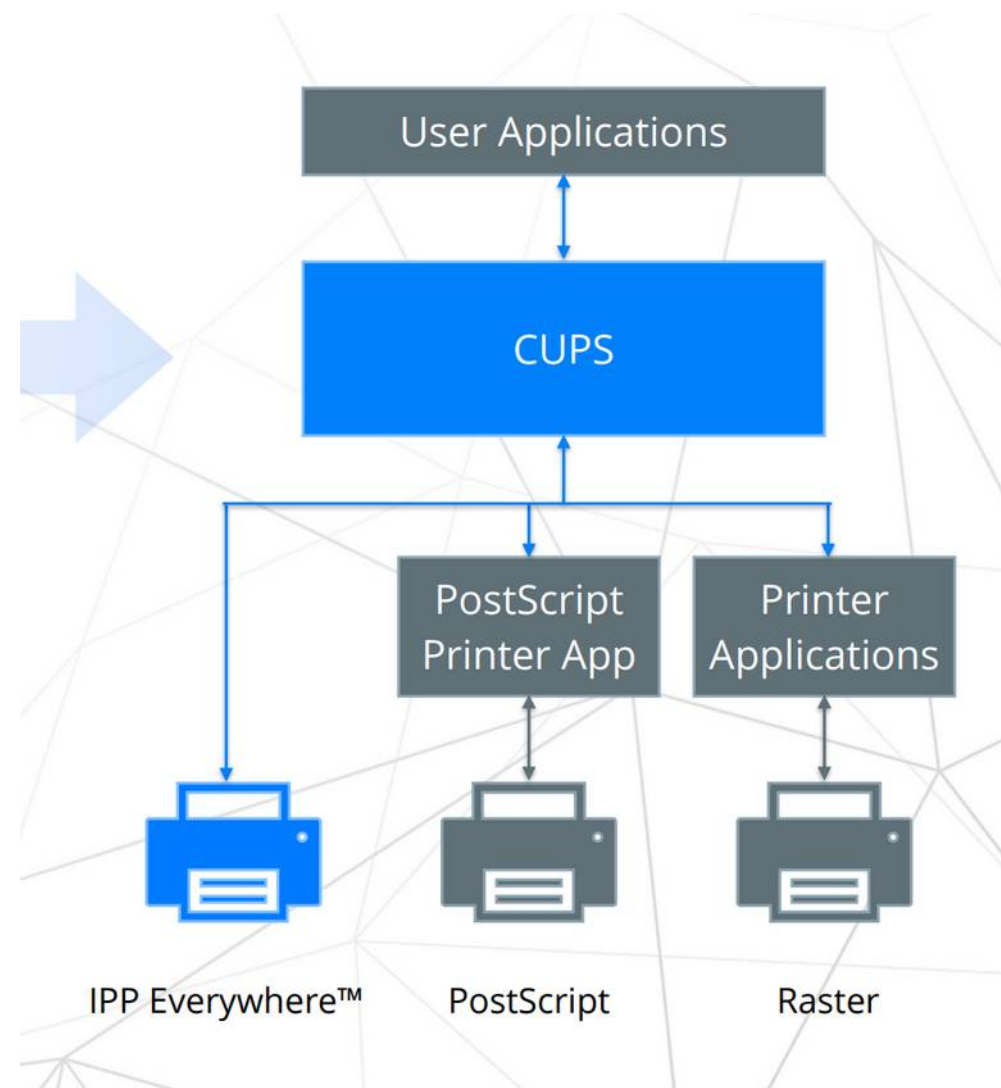 User Applications
CUPS
PostScript
Printer App
Printer
Applications
IPP Everywhere™
PostScript
Raster